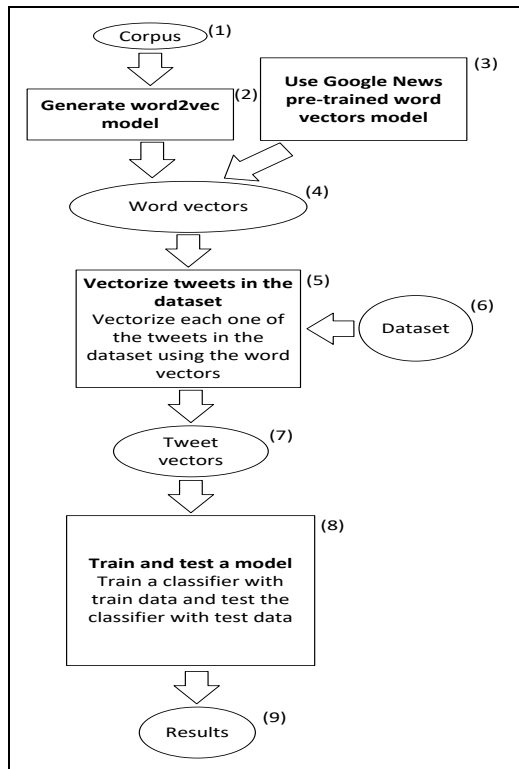 Corpus
(1)
Generate word2vec
model
(2)
Use Google News
pre-trained word
vectors model
(3)
Word vectors
(4)
Vectorize tweets in the
dataset
Vectorize each one of
the tweets in the
dataset using the word
vectors
(5)
Dataset
(6)
Tweet
vectors
(7)
Train and test a model
Train a classifier with
train data and test the
classifier with test data
(8)
Results
(9)